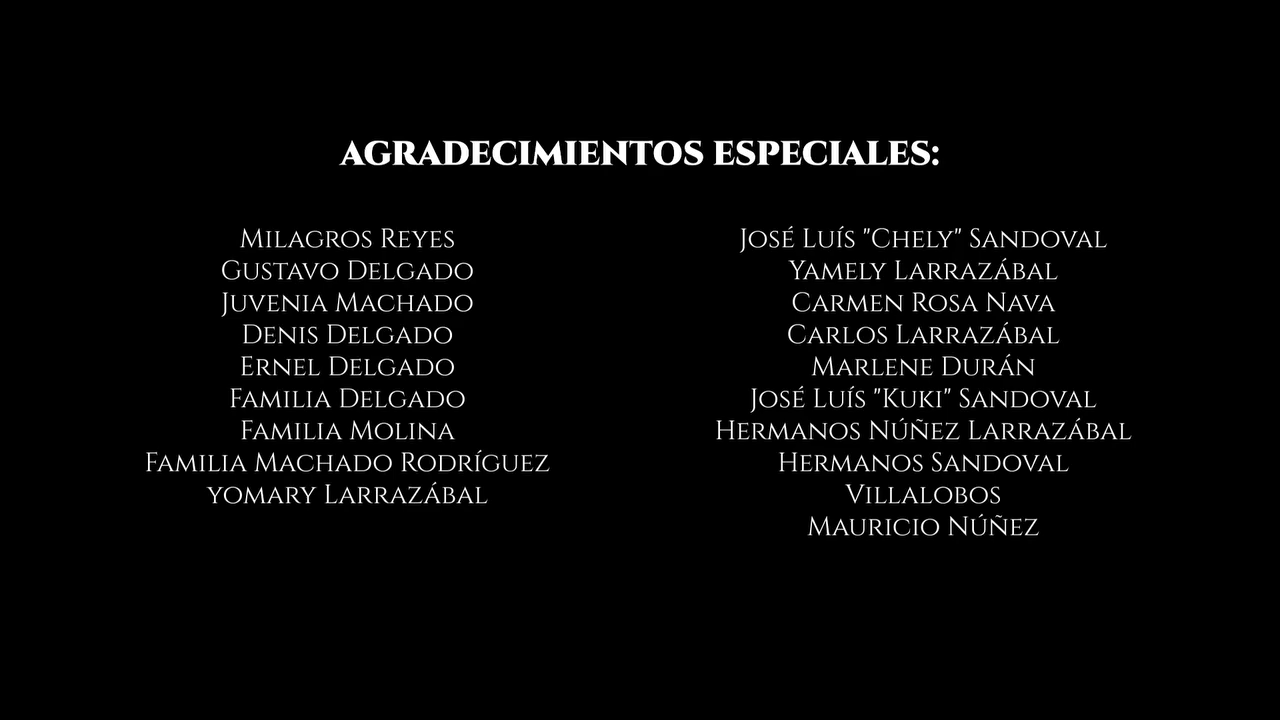 AGRADECIMIENTOS ESPECIALES:
Milagros Reyes
Gustavo Delgado
Juvenia Machado
Denis Delgado
Ernel Delgado
Familia Delgado
Familia Molina
Familia Machado Rodríguez
yomary Larrazábal
José Luís "Chely" Sandoval
Yamely Larrazábal
Carmen Rosa Nava
Carlos Larrazábal
Marlene Durán
José Luís "Kuki" Sandoval
Hermanos Núñez Larrazábal
Hermanos Sandoval
Villalobos
Mauricio Núñez